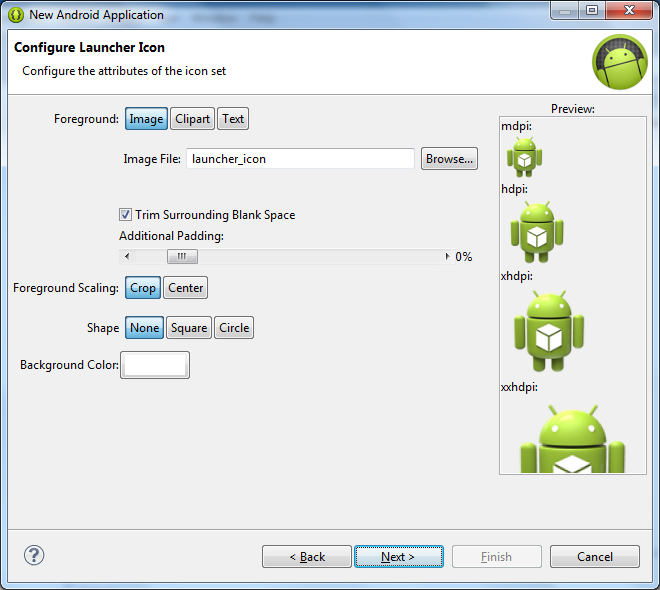 New Android Application
Configure Launcher Icon
Configure the attributes of the icon set
Foreground: Image Clipart Text
Image File: launcher_icon Browse...
Trim Surrounding Blank Space
Additional Padding:
0%
Foreground Scaling: Crop Center
Shape None Square Circle
Background Color:
Preview:
mdpi:
hdpi:
xhdpi:
xxhdpi:
? < Back Next > Finish Cancel